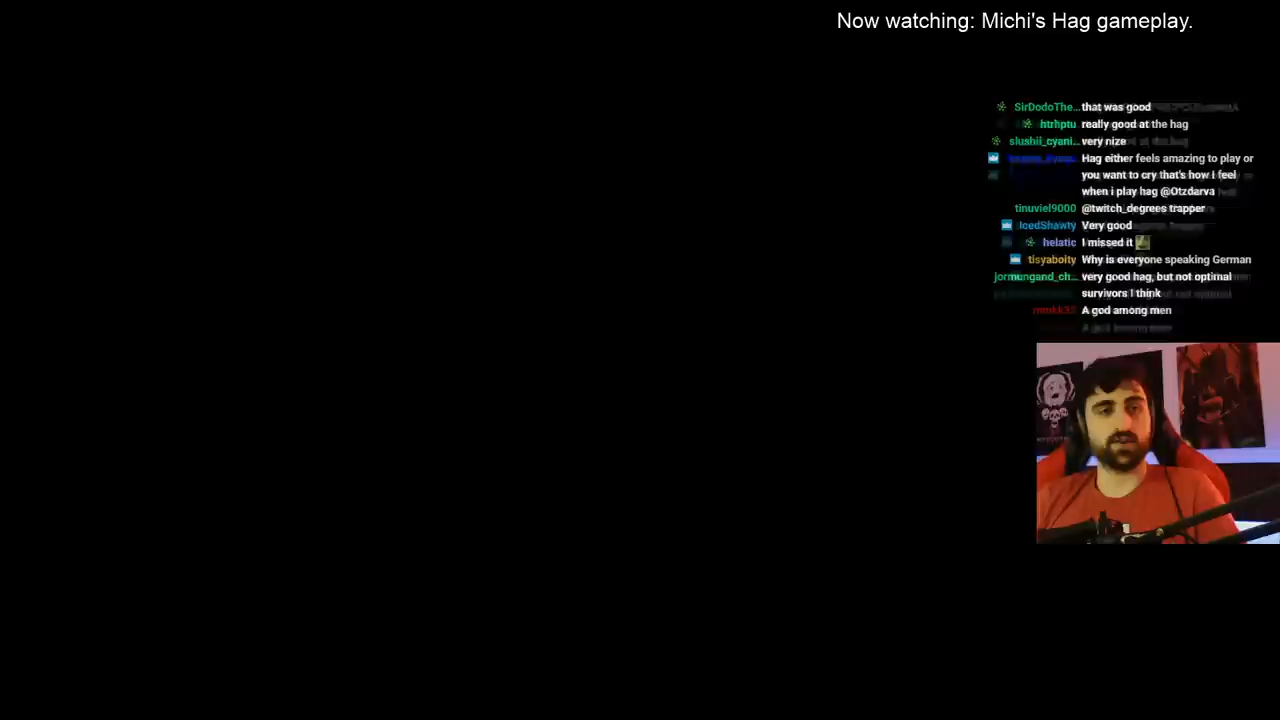 Now watching: Michi's Hag gameplay.
SirDodoThe... that was good
htrhptu really good at the hag
slushii_cyani... very nize
Hag either feels amazing to play or
you want to cry that's how i feel
when i play hag @Otzdarva
tinuviel9000 @twitch_degrees trapper
IcedShawty Very good
helatic I missed it
tisyaboity Why is everyone speaking German
jormungand_ch... very good hag, but not optimal
survivors I think
A god among men